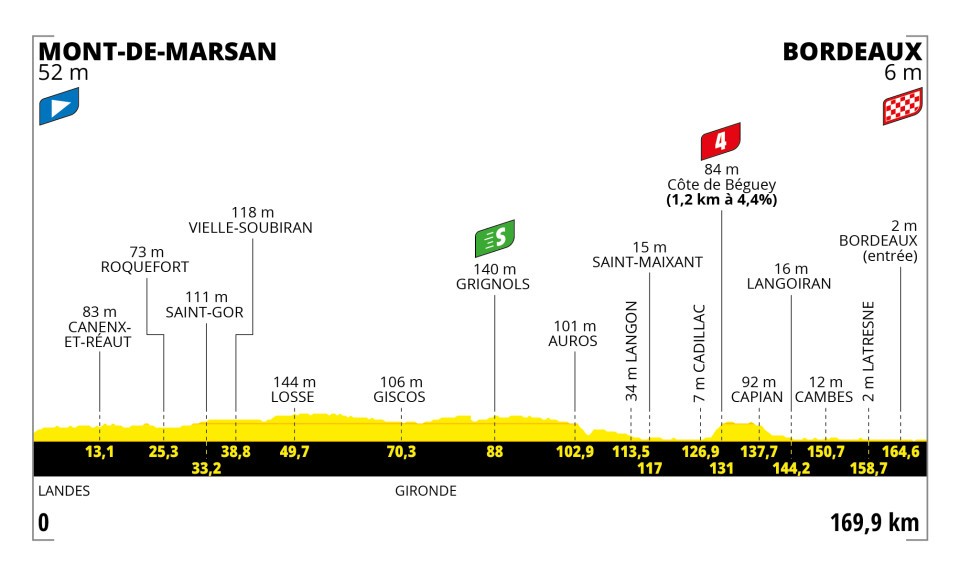 MONT-DE-MARSAN
52 m
BORDEAUX
6 m
4
84 m
Côte de Béguey
(1,2 km à 4,4%)
118 m
VIELLE-SOUBIRAN
S
2 m
BORDEAUX
(entrée)
73 m
ROQUEFORT
15 m
SAINT-MAIXANT
140 m
GRIGNOLS
16 m
LANGOIRAN
111 m
SAINT-GOR
83 m
CANENX-
ET-RÉAUT
101 m
AUROS
34 m LANGON
7 m CADILLAC
2 m LATRESNE
144 m
LOSSE
106 m
GISCOS
92 m
CAPIAN
12 m
CAMBES
13,1 25,3 38,8 49,7 70,3 88 102,9 113,5 126,9 137,7 150,7 164,6
33,2 117 131 144,2 158,7
LANDES GIRONDE
0 169,9 km